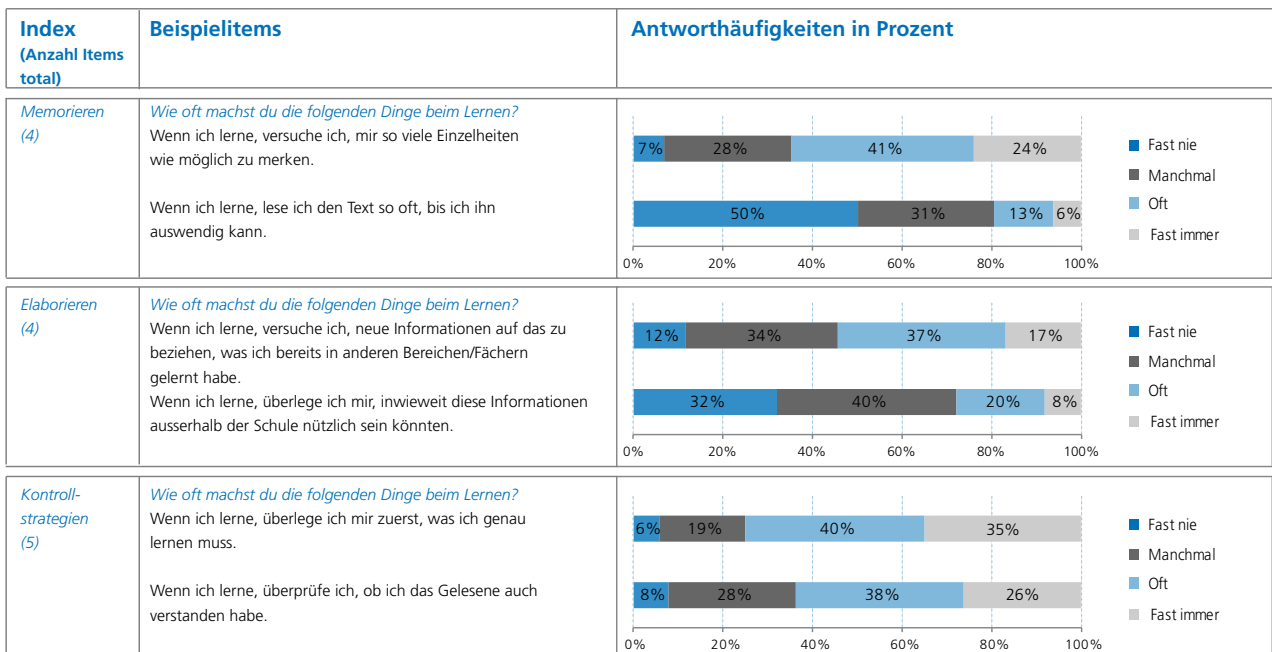 Index
(Anzahl Items
total)
Beispielitems
Antworthäufigkeiten in Prozent
Memorieren
(4)
Wie oft machst du die folgenden Dinge beim Lernen?
Wenn ich lerne, versuche ich, mir so viele Einzelheiten
wie möglich zu merken.
Wenn ich lerne, lese ich den Text so oft, bis ich ihn
auswendig kann.
7% 28% 41% 24%
50% 31% 13% 6%
0% 20% 40% 60% 80% 100%
Fast nie
Manchmal
Oft
Fast immer
Elaborieren
(4)
Wie oft machst du die folgenden Dinge beim Lernen?
Wenn ich lerne, versuche ich, neue Informationen auf das zu
beziehen, was ich bereits in anderen Bereichen/Fächern
gelernt habe.
Wenn ich lerne, überlege ich mir, inwieweit diese Informationen
ausserhalb der Schule nützlich sein könnten.
12% 34% 37% 17%
32% 40% 20% 8%
0% 20% 40% 60% 80% 100%
Fast nie
Manchmal
Oft
Fast immer
Kontroll-
strategien
(5)
Wie oft machst du die folgenden Dinge beim Lernen?
Wenn ich lerne, überlege ich mir zuerst, was ich genau
lernen muss.
Wenn ich lerne, überprüfe ich, ob ich das Gelesene auch
verstanden habe.
6% 19% 40% 35%
8% 28% 38% 26%
0% 20% 40% 60% 80% 100%
Fast nie
Manchmal
Oft
Fast immer